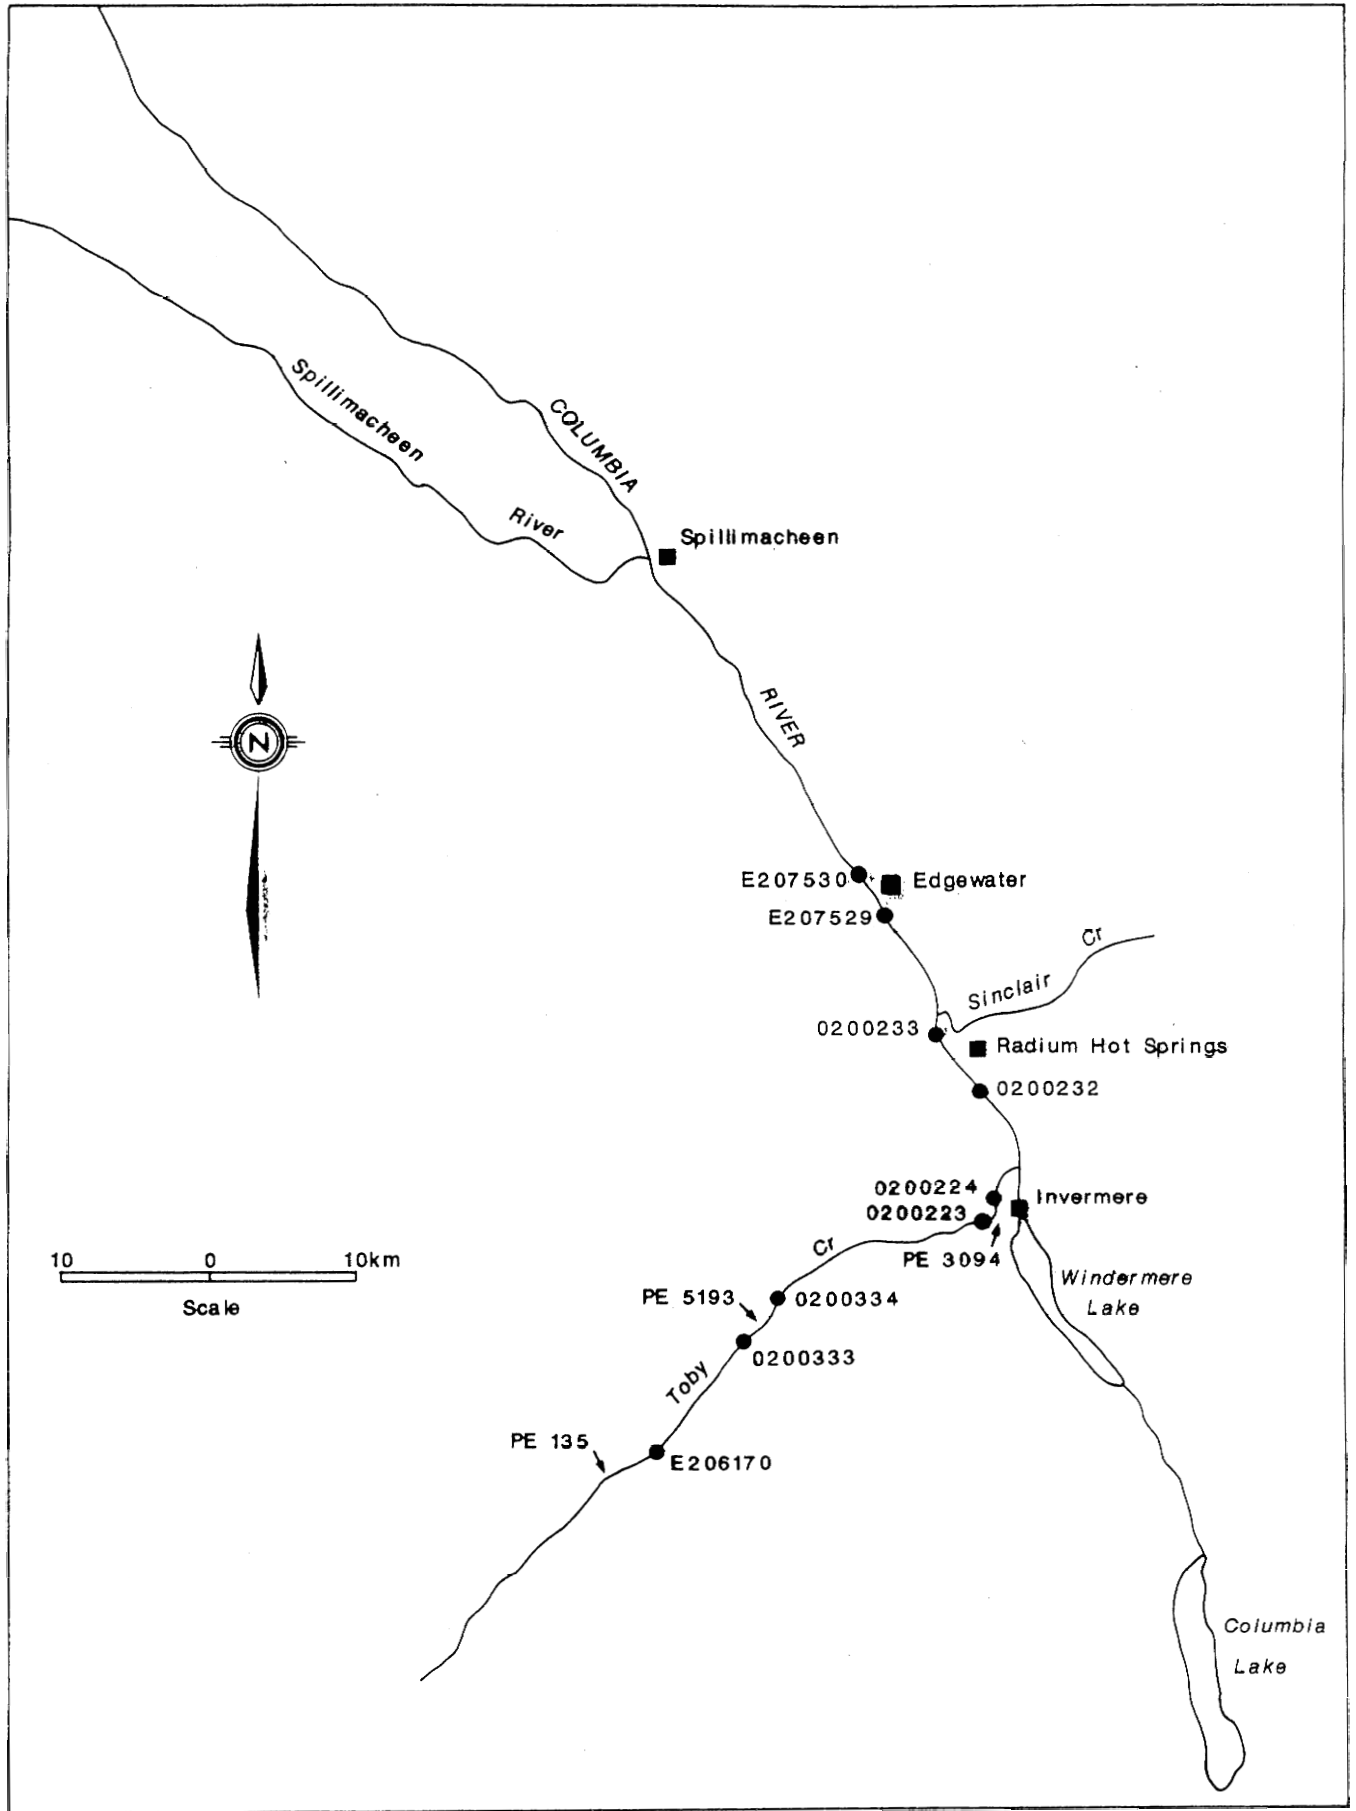 Spillimacheen
River
COLUMBIA
RIVER
Spillimacheen
N
E207530
Edgewater
E207529
Sinclair Cr
0200233
Radium Hot Springs
0200232
0200224
Invermere
0200223
PE 3094
10 0 10km
Scale
Toby Cr
Windermere
Lake
PE 5193
0200334
0200333
PE 135
E206170
Columbia
Lake